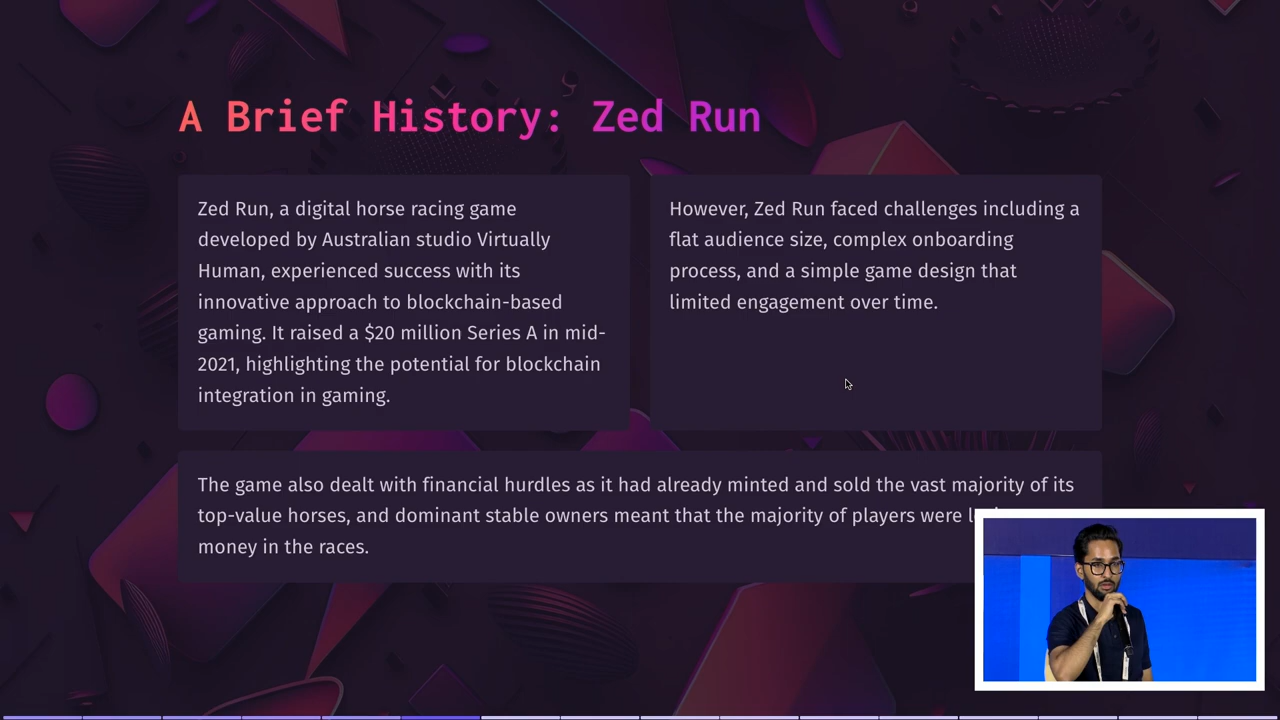 A Brief History: Zed Run
Zed Run, a digital horse racing game
developed by Australian studio Virtually
Human, experienced success with its
innovative approach to blockchain-based
gaming. It raised a $20 million Series A in mid-
2021, highlighting the potential for blockchain
integration in gaming.
However, Zed Run faced challenges including a
flat audience size, complex onboarding
process, and a simple game design that
limited engagement over time.
The game also dealt with financial hurdles as it had already minted and sold the vast majority of its
top-value horses, and dominant stable owners meant that the majority of players were
money in the races.